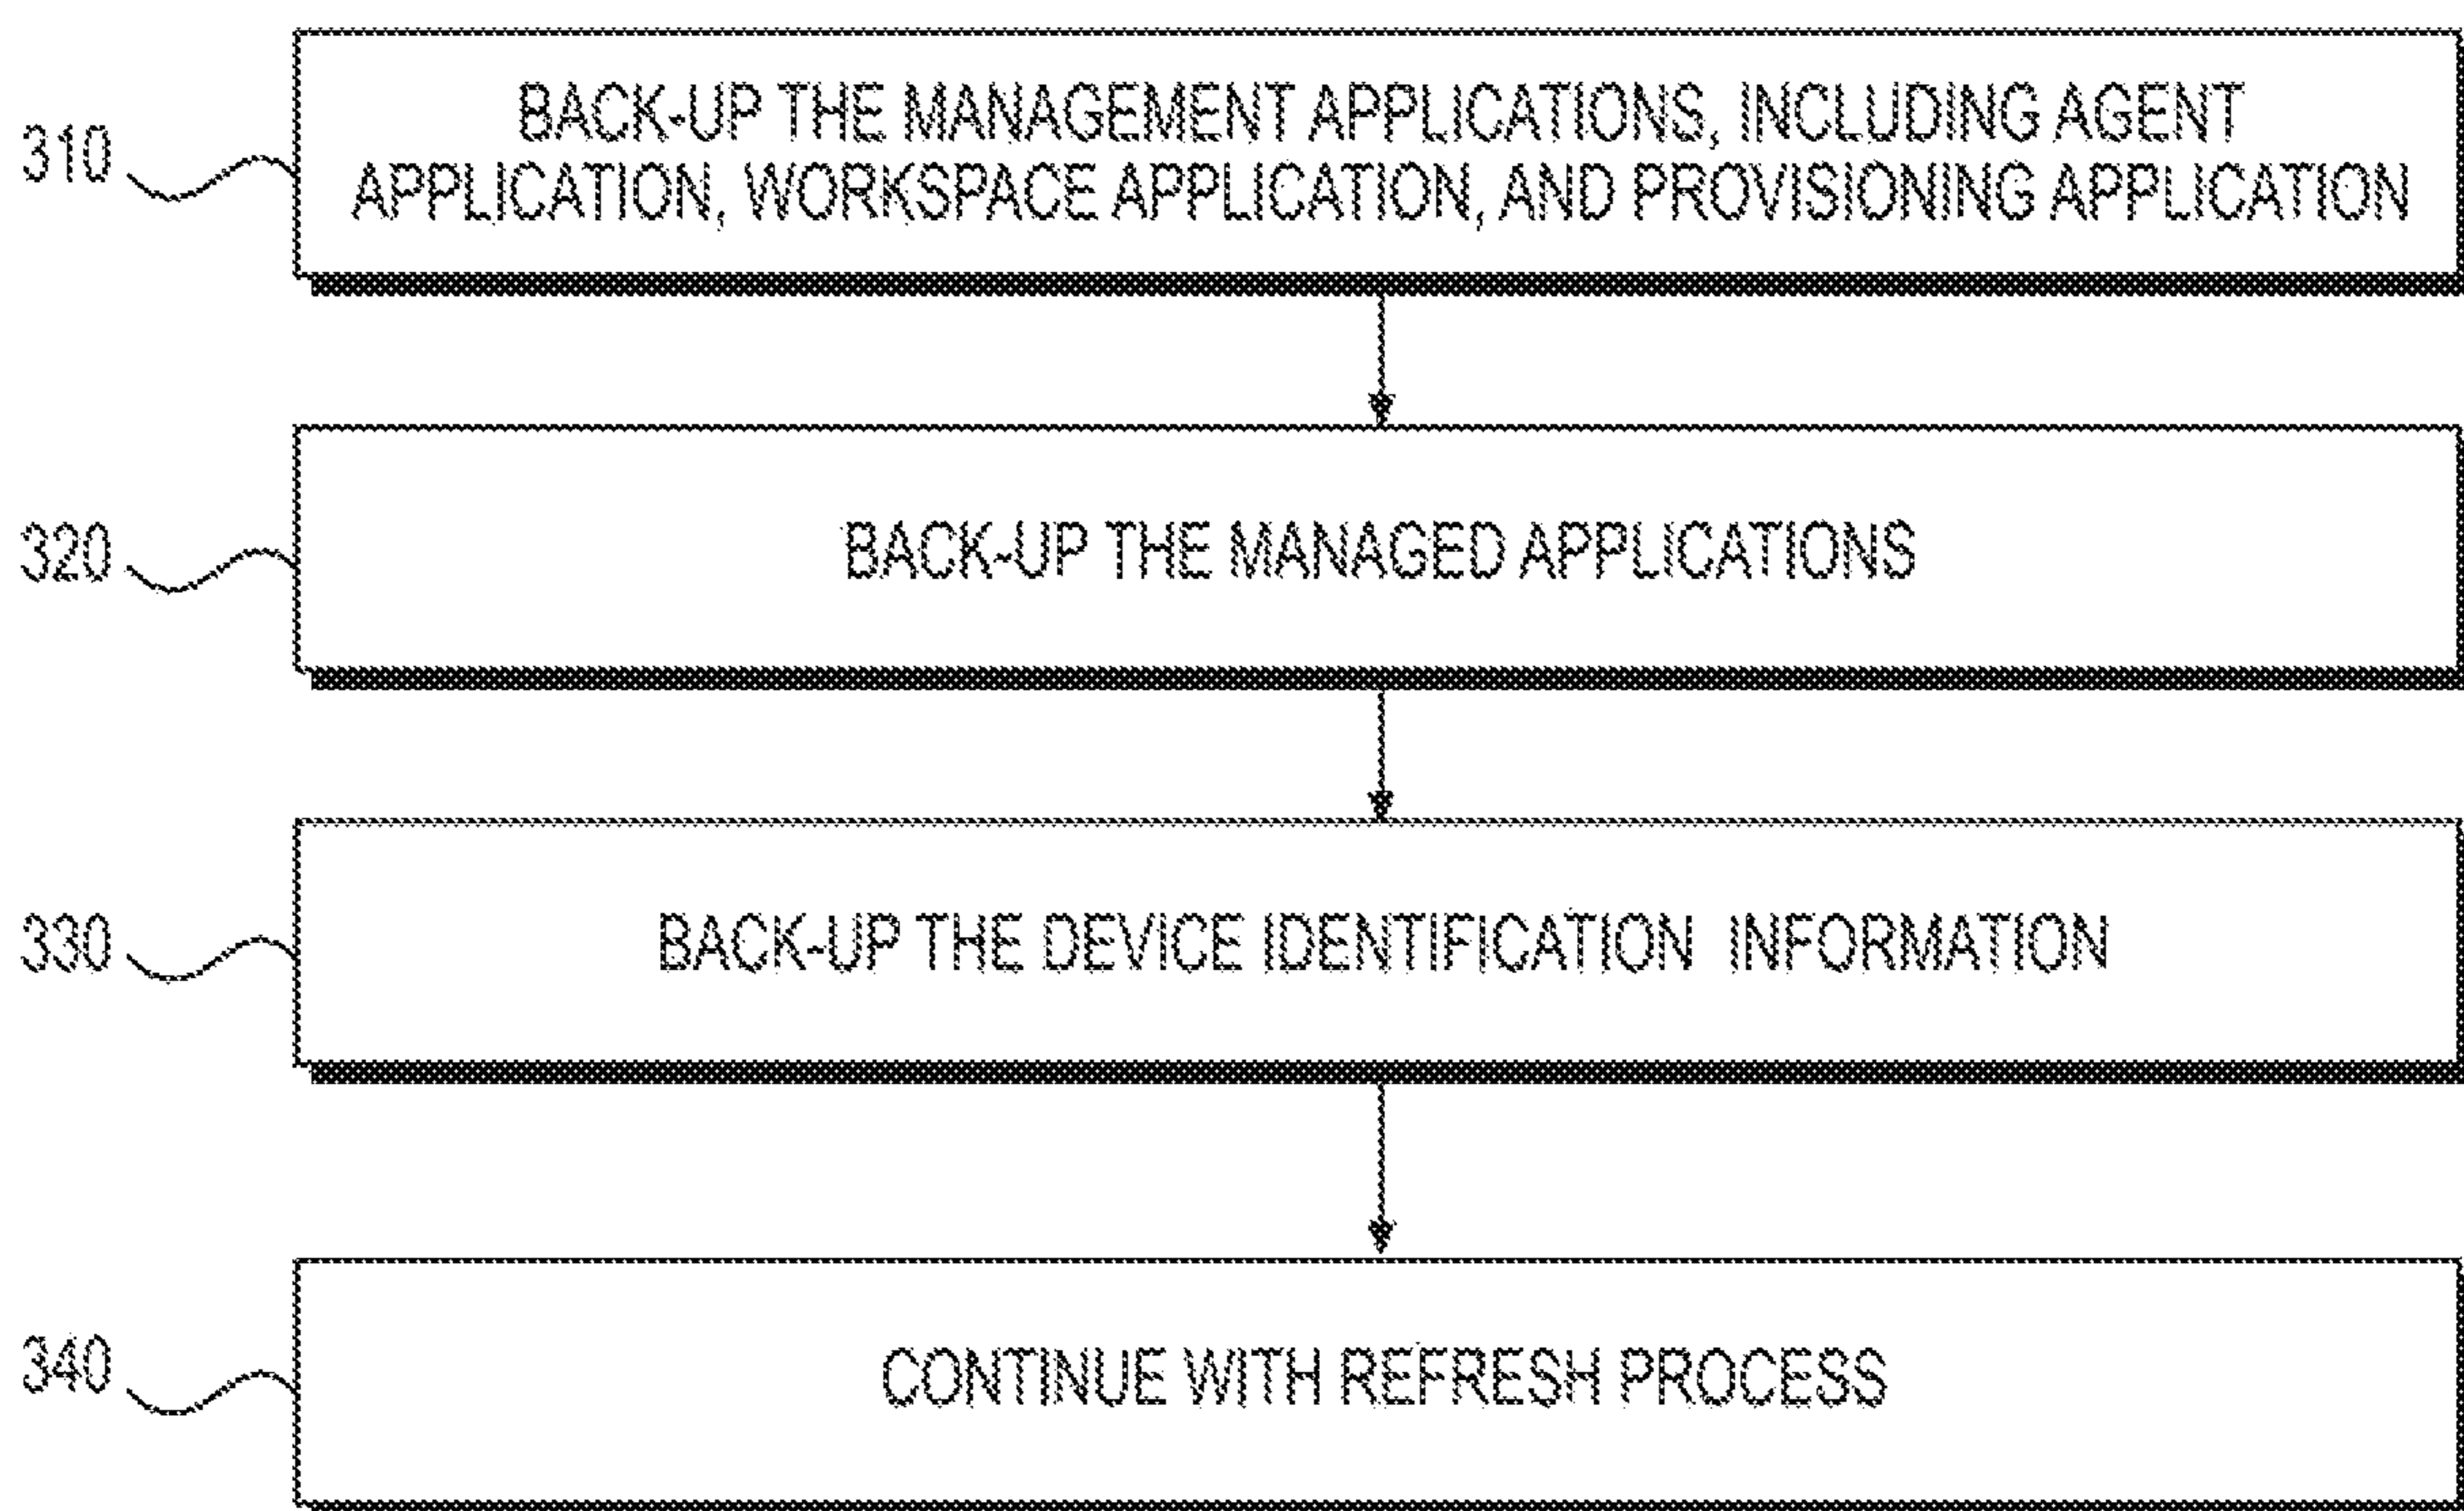 310
BACK-UP THE MANAGEMENT APPLICATIONS, INCLUDING AGENT
APPLICATION, WORKSPACE APPLICATION, AND PROVISIONING APPLICATION
320
BACK-UP THE MANAGED APPLICATIONS
330
BACK-UP THE DEVICE IDENTIFICATION INFORMATION
340
CONTINUE WITH REFRESH PROCESS